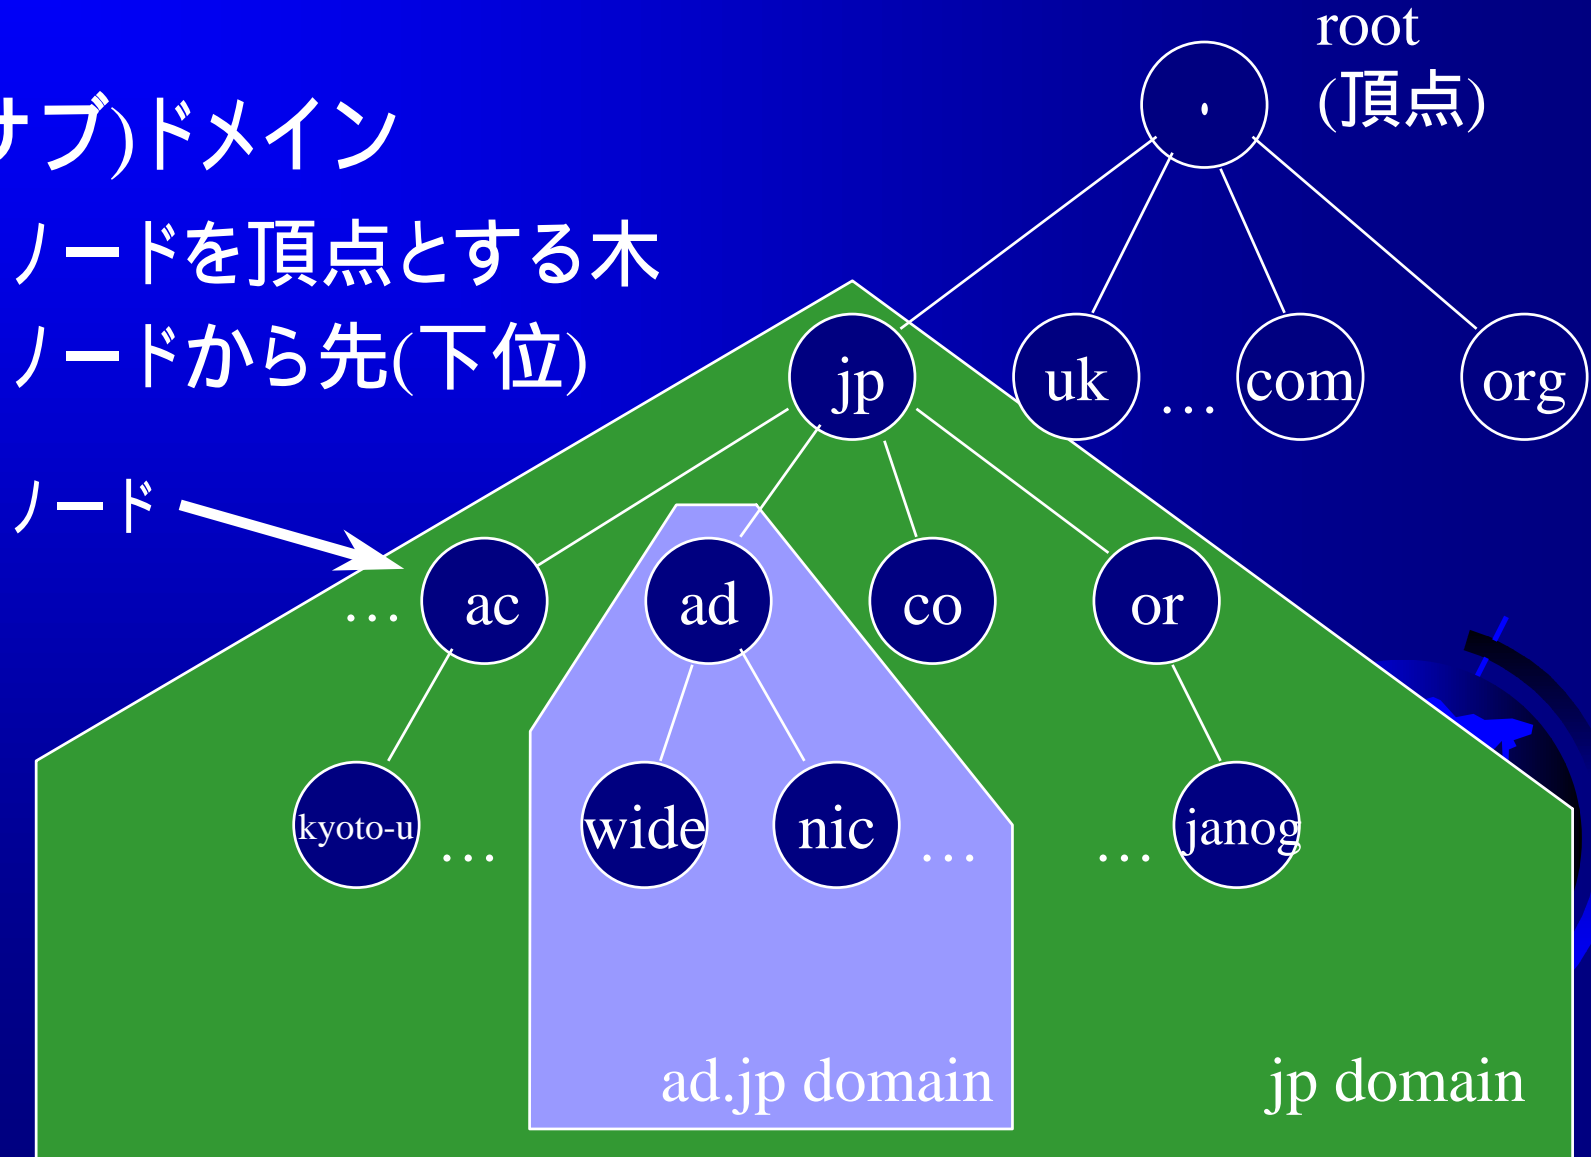 root
(頂点)
.
サブ)ドメイン
ノードを頂点とする木
ノードから先(下位)
jp
uk
…
com
org
ノード
…
ac
ad
co
or
kyoto-u
…
wide
nic
…
…
janog
ad.jp domain
jp domain